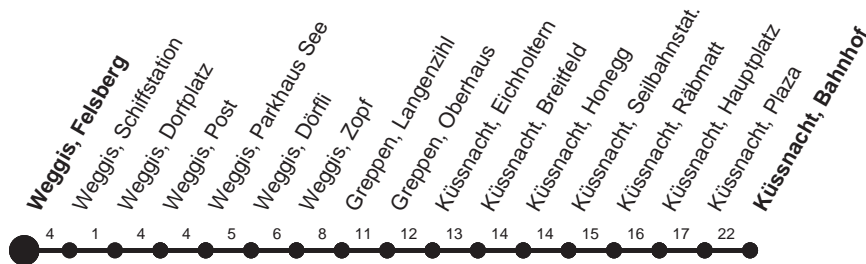 Weggis, Felsberg
Weggis, Schiffstation
Weggis, Dorfplatz
Weggis, Post
Weggis, Parkhaus See
Weggis, Dörfli
Weggis, Zopf
Greppen, Langenzihl
Greppen, Oberhaus
Küssnacht, Eichholtern
Küssnacht, Breitfeld
Küssnacht, Honegg
Küssnacht, Seilbahnstat.
Küssnacht, Räbmatt
Küssnacht, Hauptplatz
Küssnacht, Plaza
Küssnacht, Bahnhof
4 1 4 4 5 6 8 11 12 13 14 14 15 16 17 22